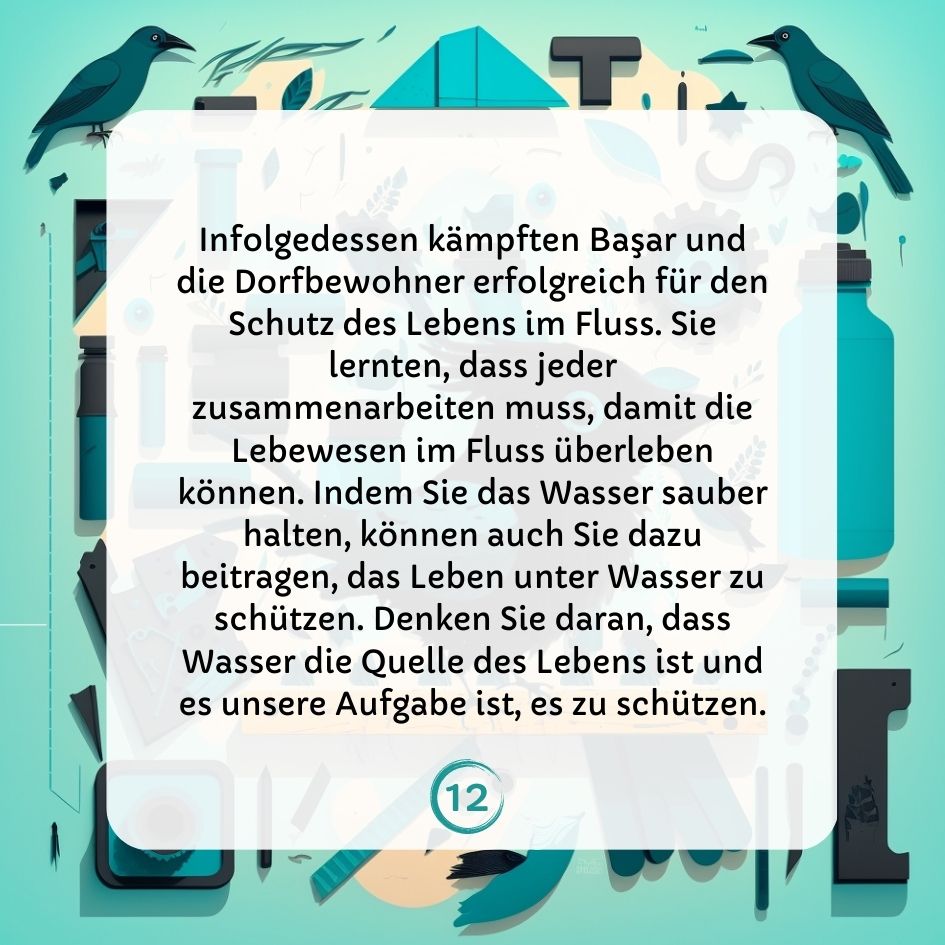 Infolgedessen kämpften Başar und
die Dorfbewohner erfolgreich für den
Schutz des Lebens im Fluss. Sie
lernten, dass jeder
zusammenarbeiten muss, damit die
Lebewesen im Fluss überleben
können. Indem Sie das Wasser sauber
halten, können auch Sie dazu
beitragen, das Leben unter Wasser zu
schützen. Denken Sie daran, dass
Wasser die Quelle des Lebens ist und
es unsere Aufgabe ist, es zu schützen.
12